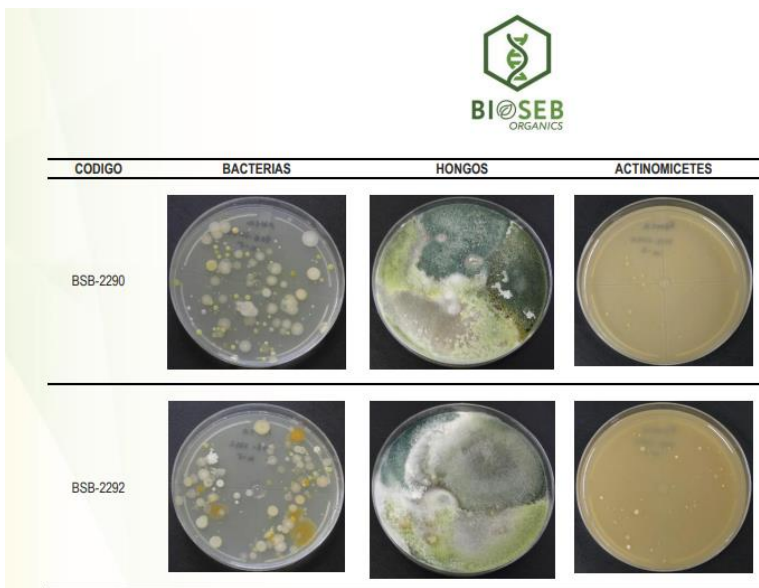 BIOSEB
ORGANICS
CODIGO BACTERIAS HONGOS ACTINOMICETES
BSB-2290
BSB-2292